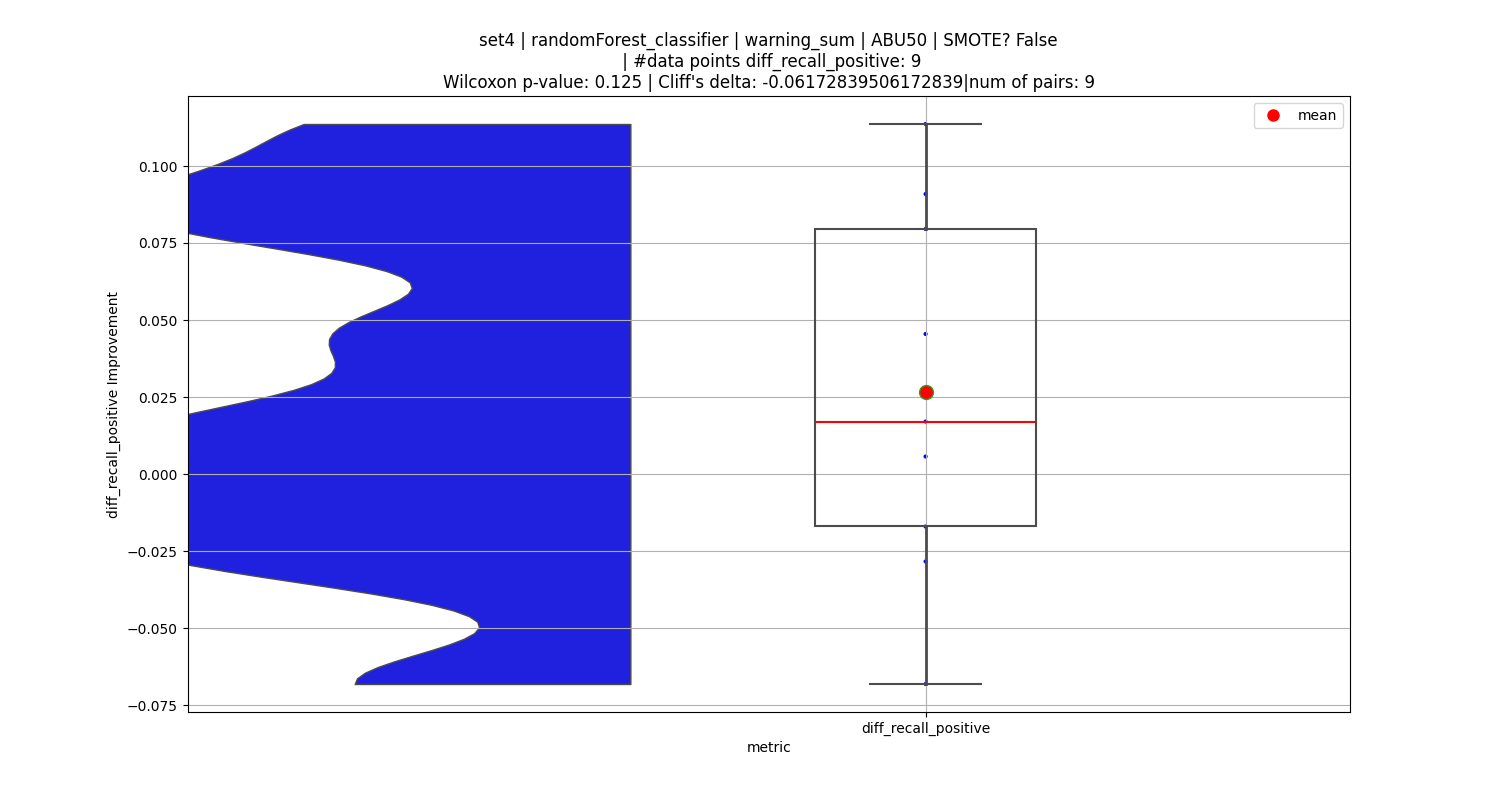 set4 | randomForest_classifier | warning_sum | ABU50 | SMOTE? False
| #data points diff_recall_positive: 9
Wilcoxon p-value: 0.125 | Cliff's delta: -0.06172839506172839|num of pairs: 9
mean
0.100
0.075
0.050
0.025
0.000
−0.025
−0.050
−0.075
diff_recall_positive Improvement
diff_recall_positive
metric